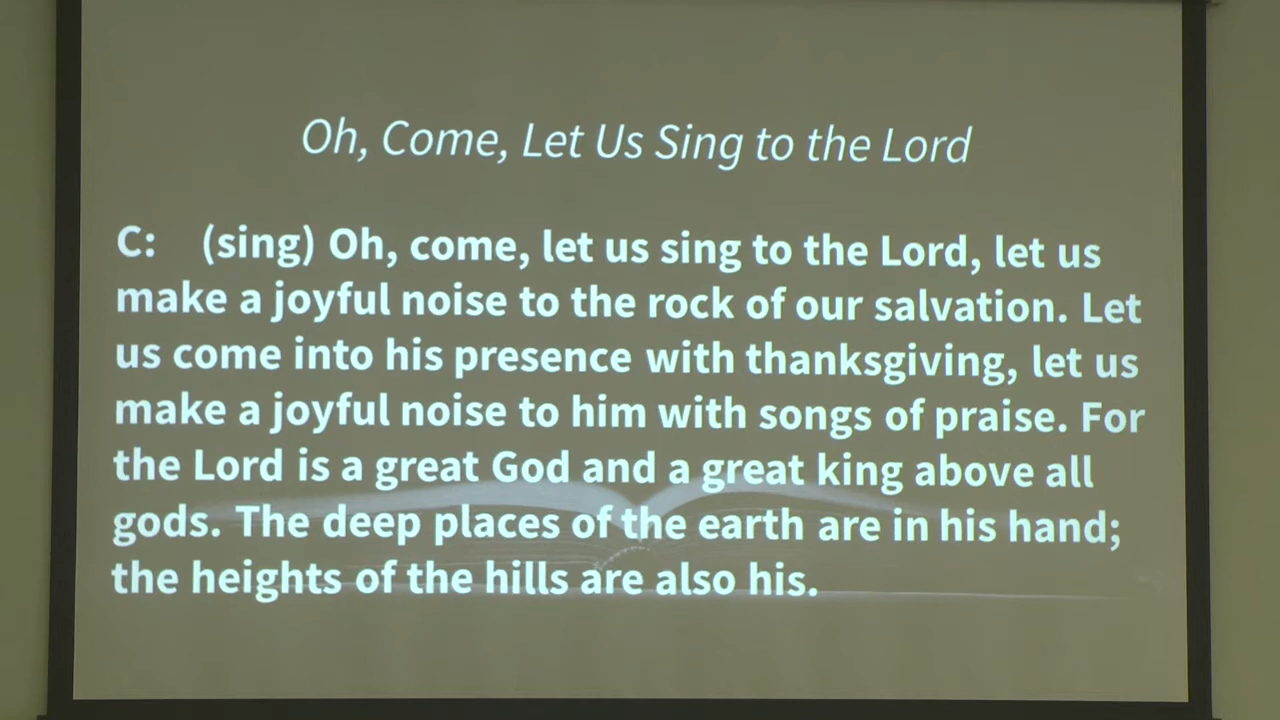 Oh, Come, Let Us Sing to the Lord
C: (sing) Oh, come, let us sing to the Lord, let us
make a joyful noise to the rock of our salvation. Let
us come into his presence with thanksgiving, let us
make a joyful noise to him with songs of praise. For
the Lord is a great God and a great king above all
gods. The deep places of the earth are in his hand;
the heights of the hills are also his.